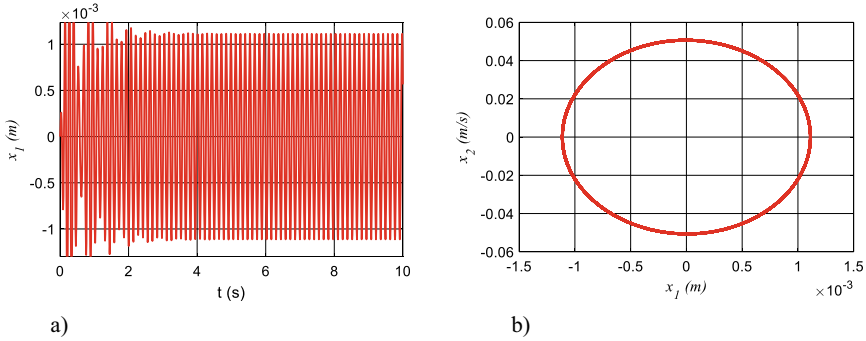 ×10⁻³
1
0.5
0
-0.5
-1
x₁ (m)
0 2 4 6 8 10
t (s)
a)
0.06
0.04
0.02
0
-0.02
-0.04
-0.06
x₂ (m/s)
-1.5 -1 -0.5 0 0.5 1 1.5
x₁ (m)
×10⁻³
b)